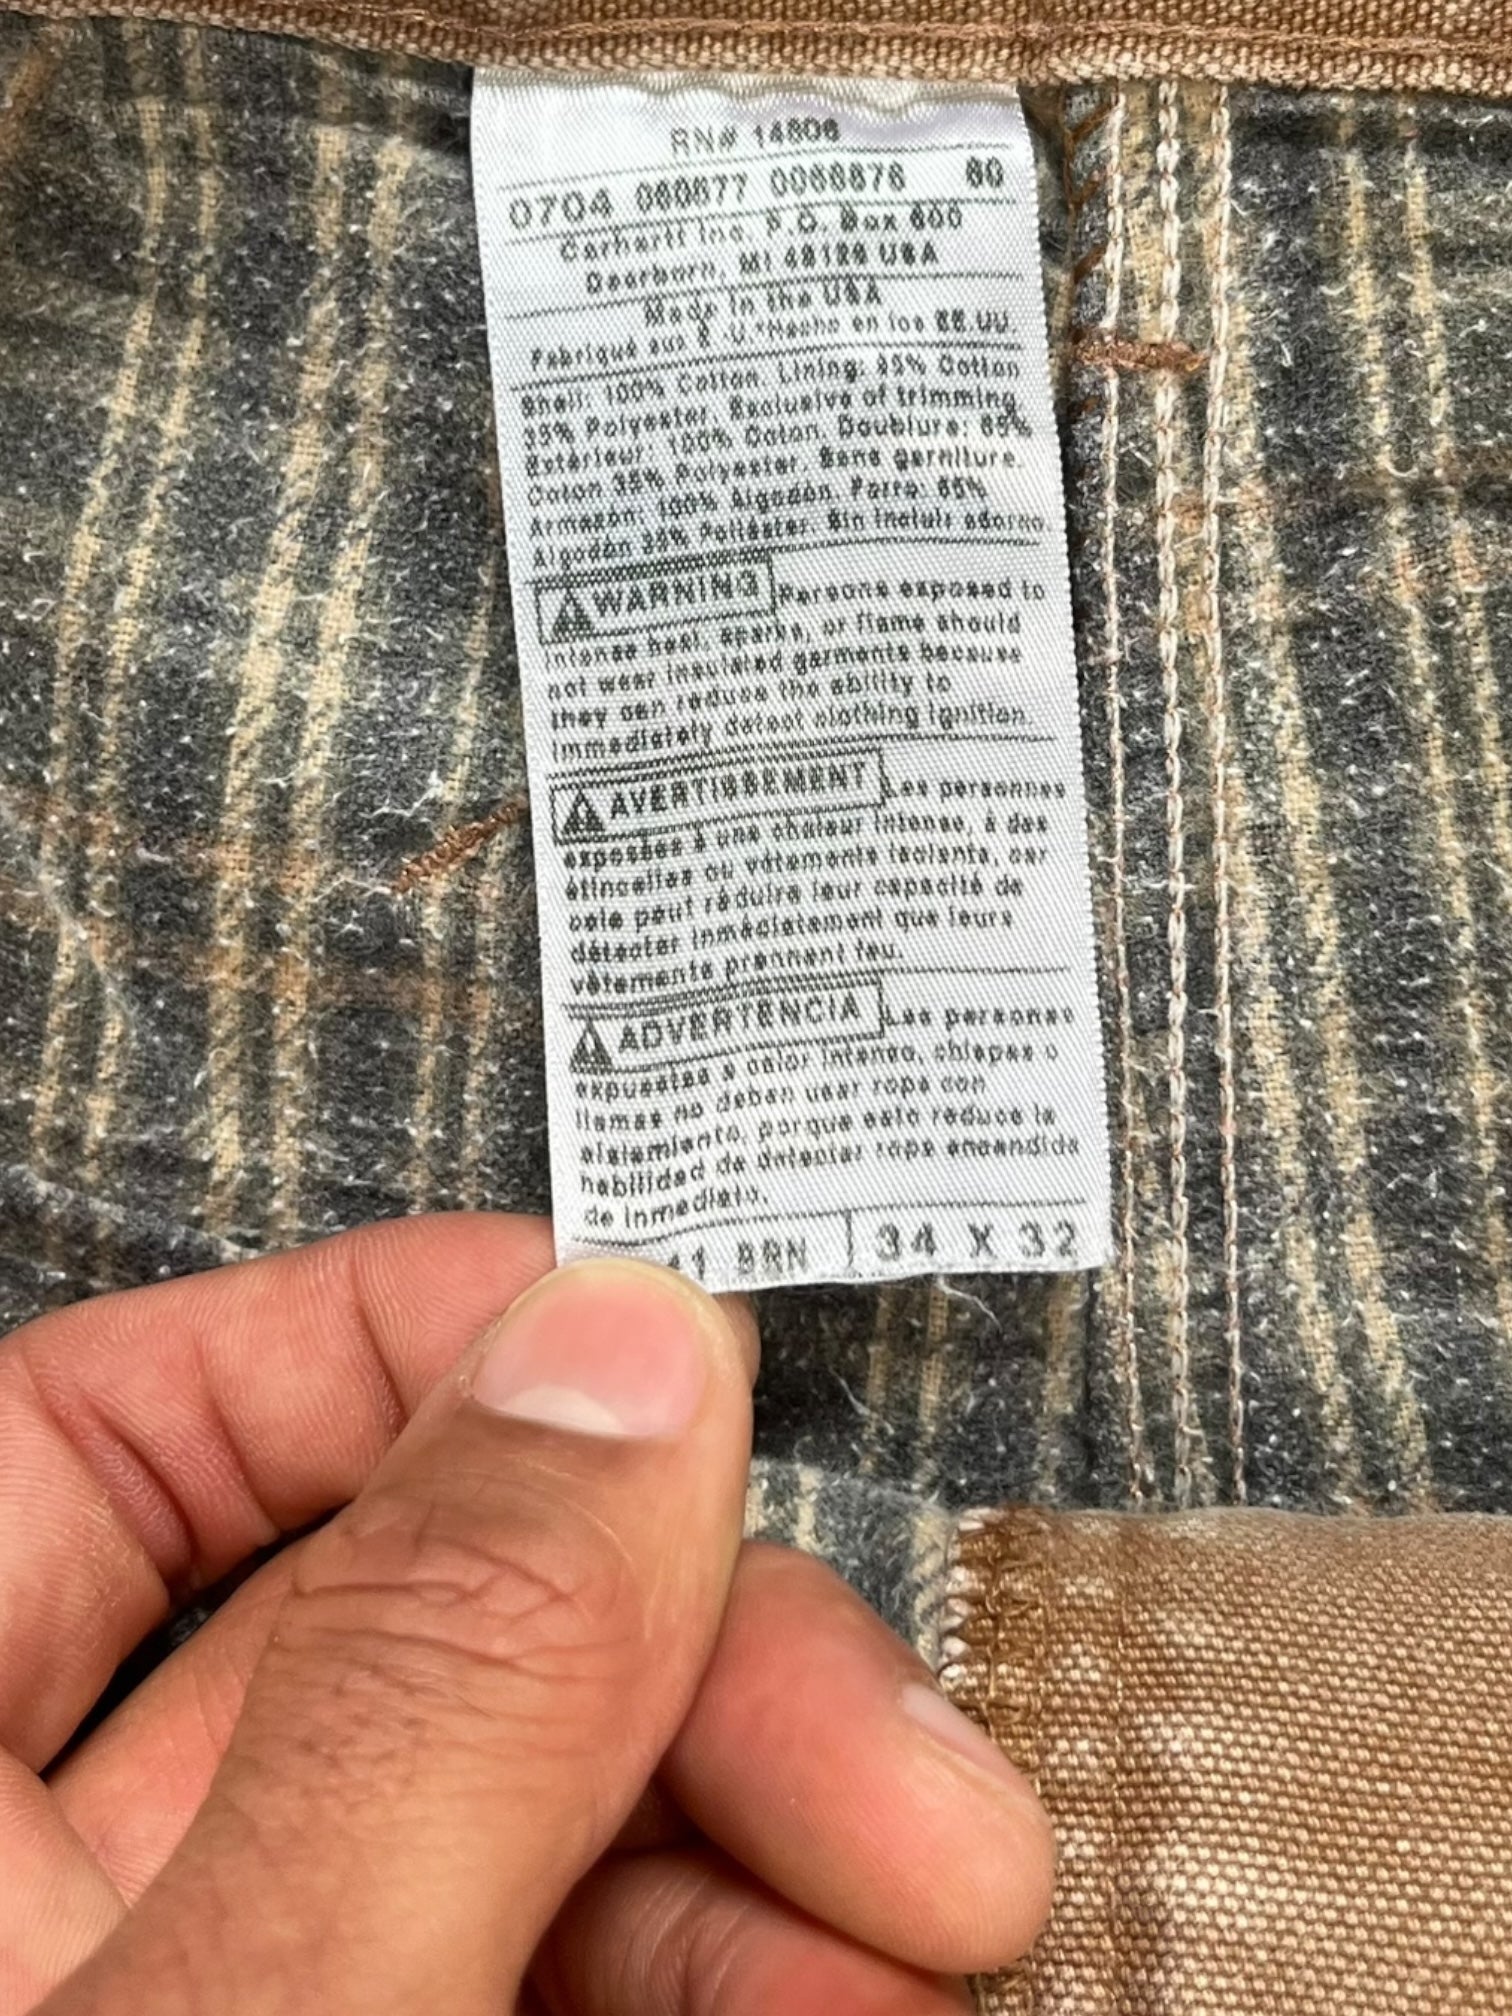 RN# 14806
0704 060677 0068676 60
Carhartt Inc. P.O. Box 600
Dearborn, MI 48126 USA
Made in the USA
Fabriqué aux É.-U.*Hecho en los EE.UU.
Shell: 100% Cotton. Lining: 65% Cotton
35% Polyester. Exclusive of trimming
Extérieur: 100% Coton. Doublure: 65%
Coton 35% Polyester. Sans garniture.
Armazón: 100% Algodón. Forro: 65%
Algodón 35% Poliéster. Sin incluir adorno
WARNING Persons exposed to
intense heat, sparks, or flame should
not wear insulated garments because
they can reduce the ability to
immediately detect clothing ignition.
AVERTISSEMENT Les personnes
exposées à une chaleur intense, à des
étincelles ou vêtements isolants, car
cela peut réduire leur capacité de
détecter immédiatement que leurs
vêtements prennent feu.
ADVERTENCIA Las personas
expuestas a calor intenso, chispas o
llamas no deban usar ropa con
aislamiento, porque esto reduce la
habilidad de detectar ropa encendida
de inmediato.
41 BRN 34 X 32